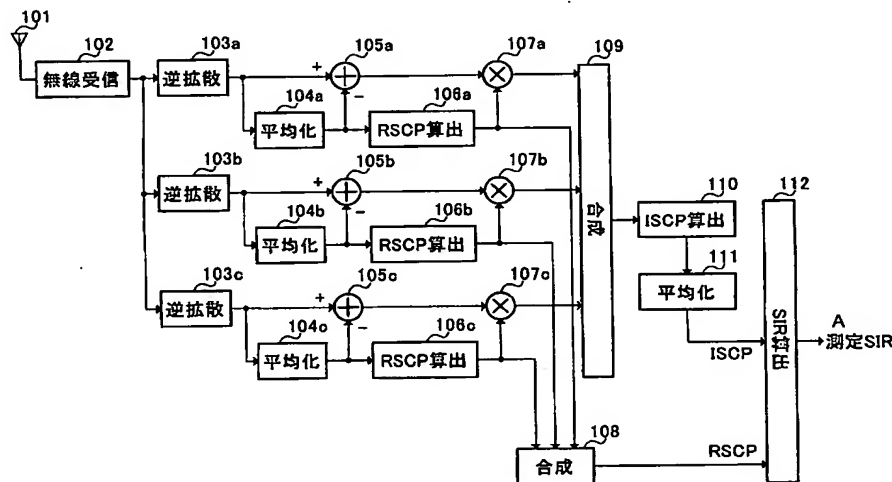 101
102
無線受信
103a
逆拡散
104a
平均化
+
105a
-
106a
RSCP算出
107a
103b
逆拡散
104b
平均化
+
105b
-
106b
RSCP算出
107b
103c
逆拡散
104c
平均化
+
105c
-
106c
RSCP算出
107c
109
合成
108
合成
110
ISCP算出
111
平均化
ISCP
RSCP
112
SIR算出
A
測定SIR